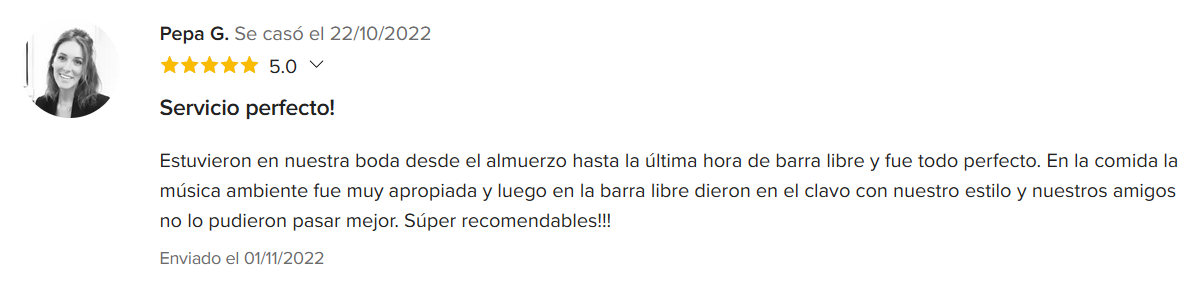 Pepa G. Se casó el 22/10/2022
5.0
Servicio perfecto!
Estuvieron en nuestra boda desde el almuerzo hasta la última hora de barra libre y fue todo perfecto. En la comida la
música ambiente fue muy apropiada y luego en la barra libre dieron en el clavo con nuestro estilo y nuestros amigos
no lo pudieron pasar mejor. Súper recomendables!!!
Enviado el 01/11/2022